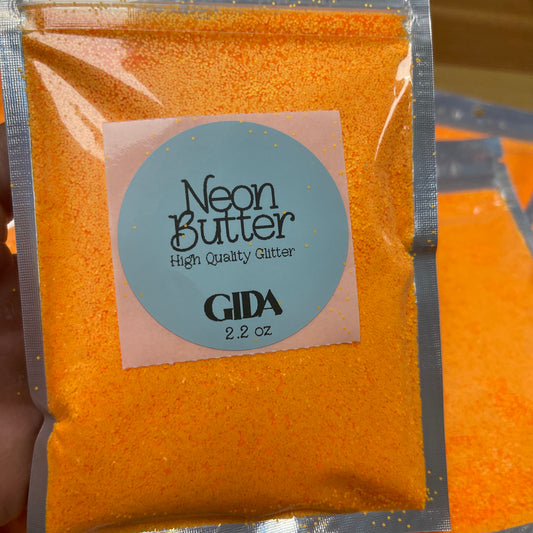 Neon
Butter
High Quality Glitter
GIDA
2.2 oz